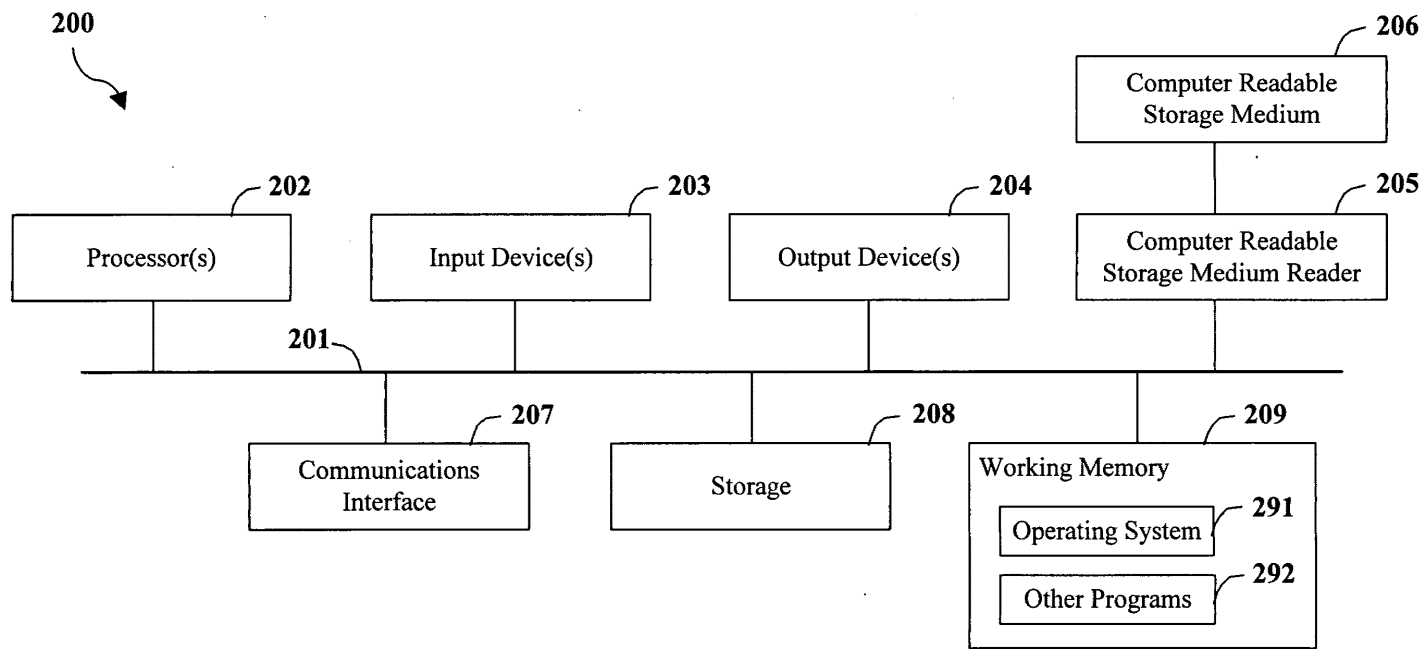 200
206
Computer Readable
Storage Medium
202
203
204
205
Processor(s)
Input Device(s)
Output Device(s)
Computer Readable
Storage Medium Reader
201
207
208
209
Communications
Interface
Storage
Working Memory
291
Operating System
292
Other Programs